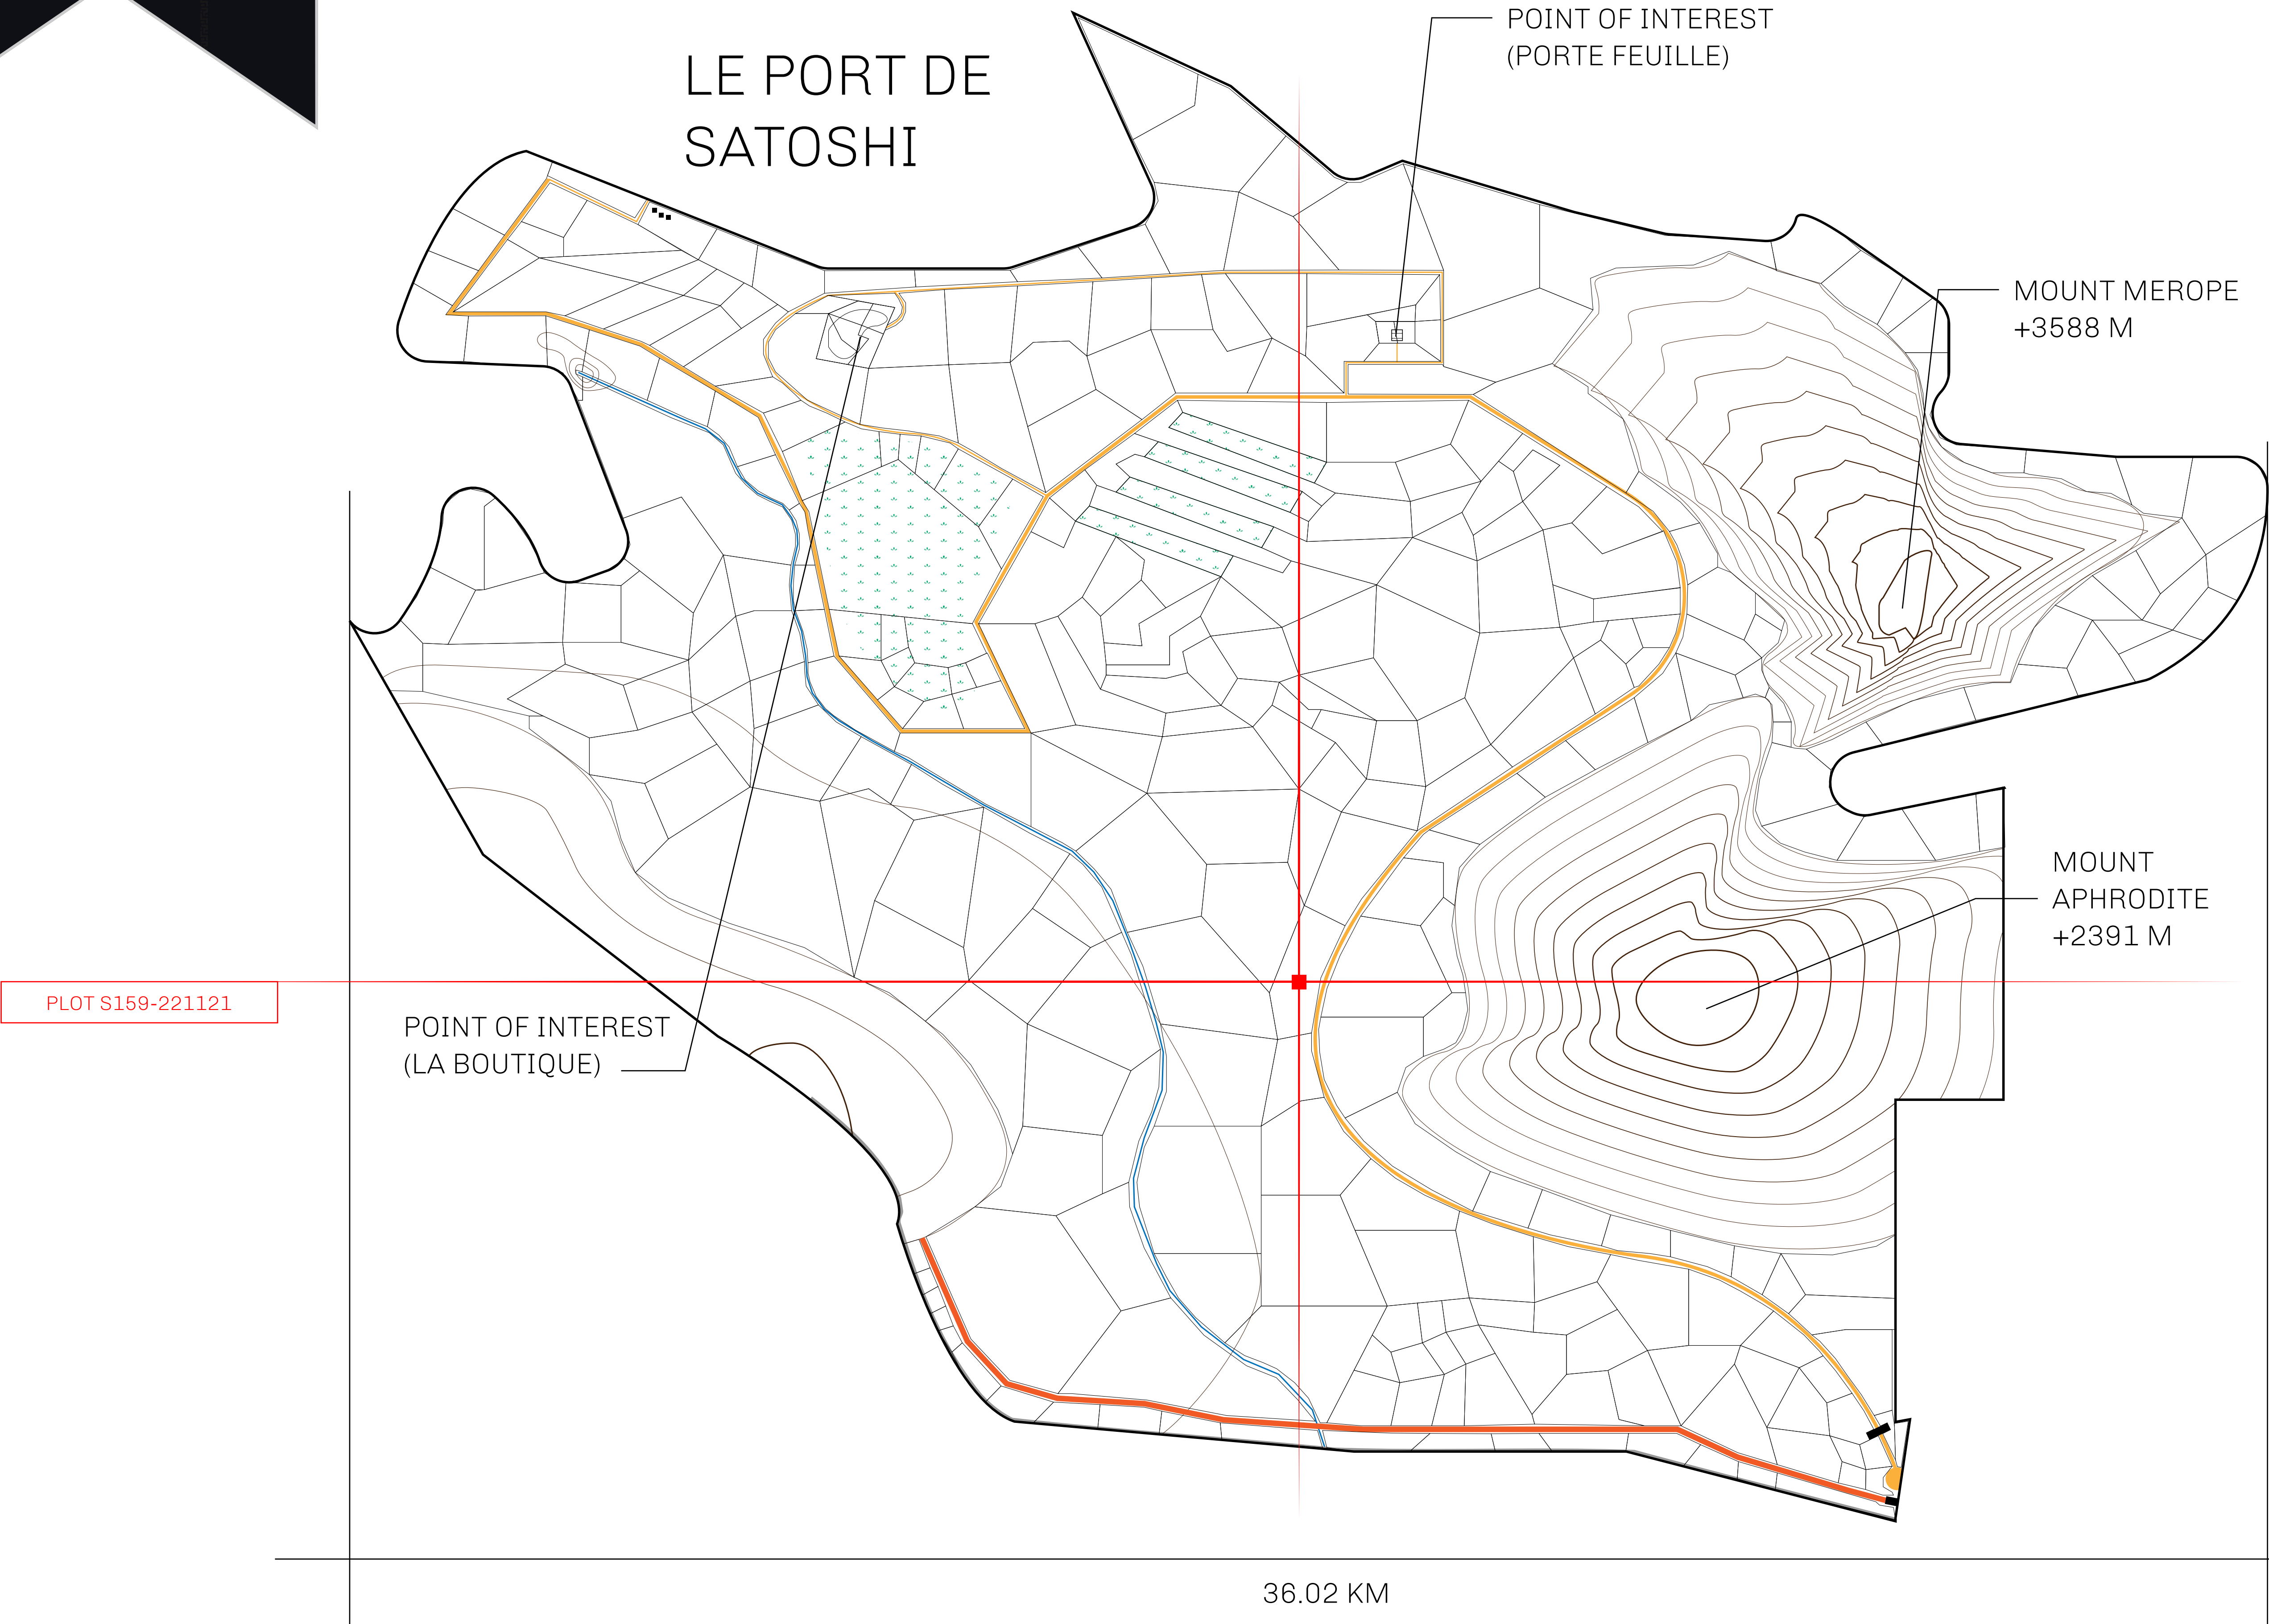 LE PORT DE
SATOSHI
POINT OF INTEREST
(PORTE FEUILLE)
MOUNT MEROPE
+3588 M
MOUNT
APHRODITE
+2391 M
PLOT S159-221121
POINT OF INTEREST
(LA BOUTIQUE)
36.02 KM